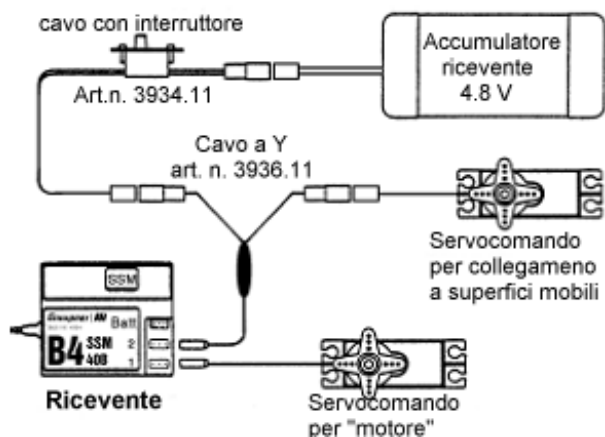 cavo con interruttore
Art.n. 3934.11
Accumulatore
ricevente
4.8 V
Cavo a Y
art. n. 3936.11
Servocomando
per collegameno
a superfici mobili
SSM
Graupner
Batt
B4 SSM 2
40B 1
Ricevente
Servocomando
per "motore"